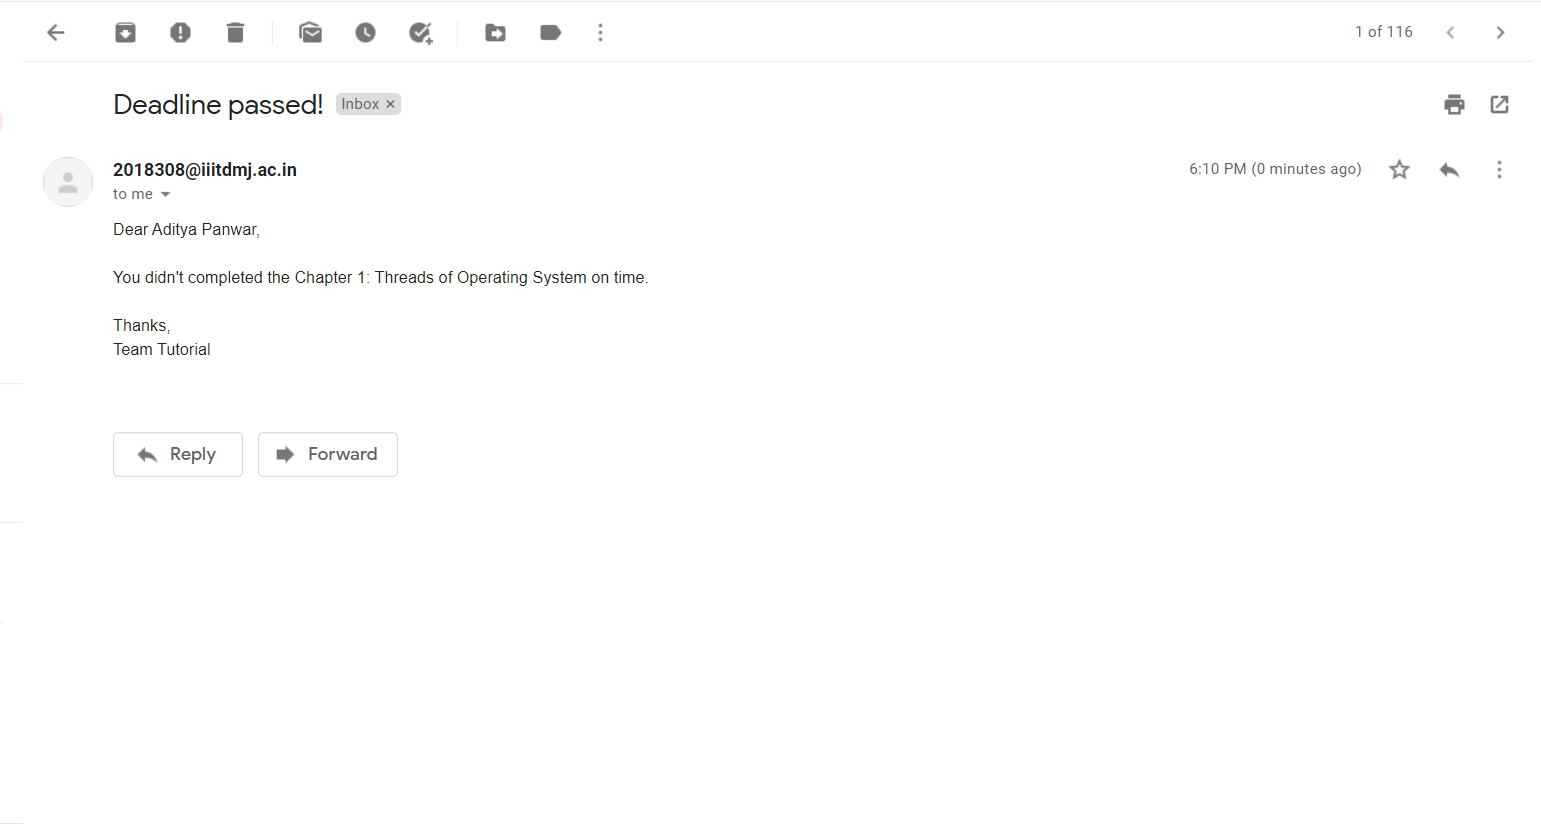 1 of 116
Deadline passed! Inbox ×
2018308@iiitdmj.ac.in 6:10 PM (0 minutes ago)
to me
Dear Aditya Panwar,
You didn't completed the Chapter 1: Threads of Operating System on time.
Thanks,
Team Tutorial
Reply Forward